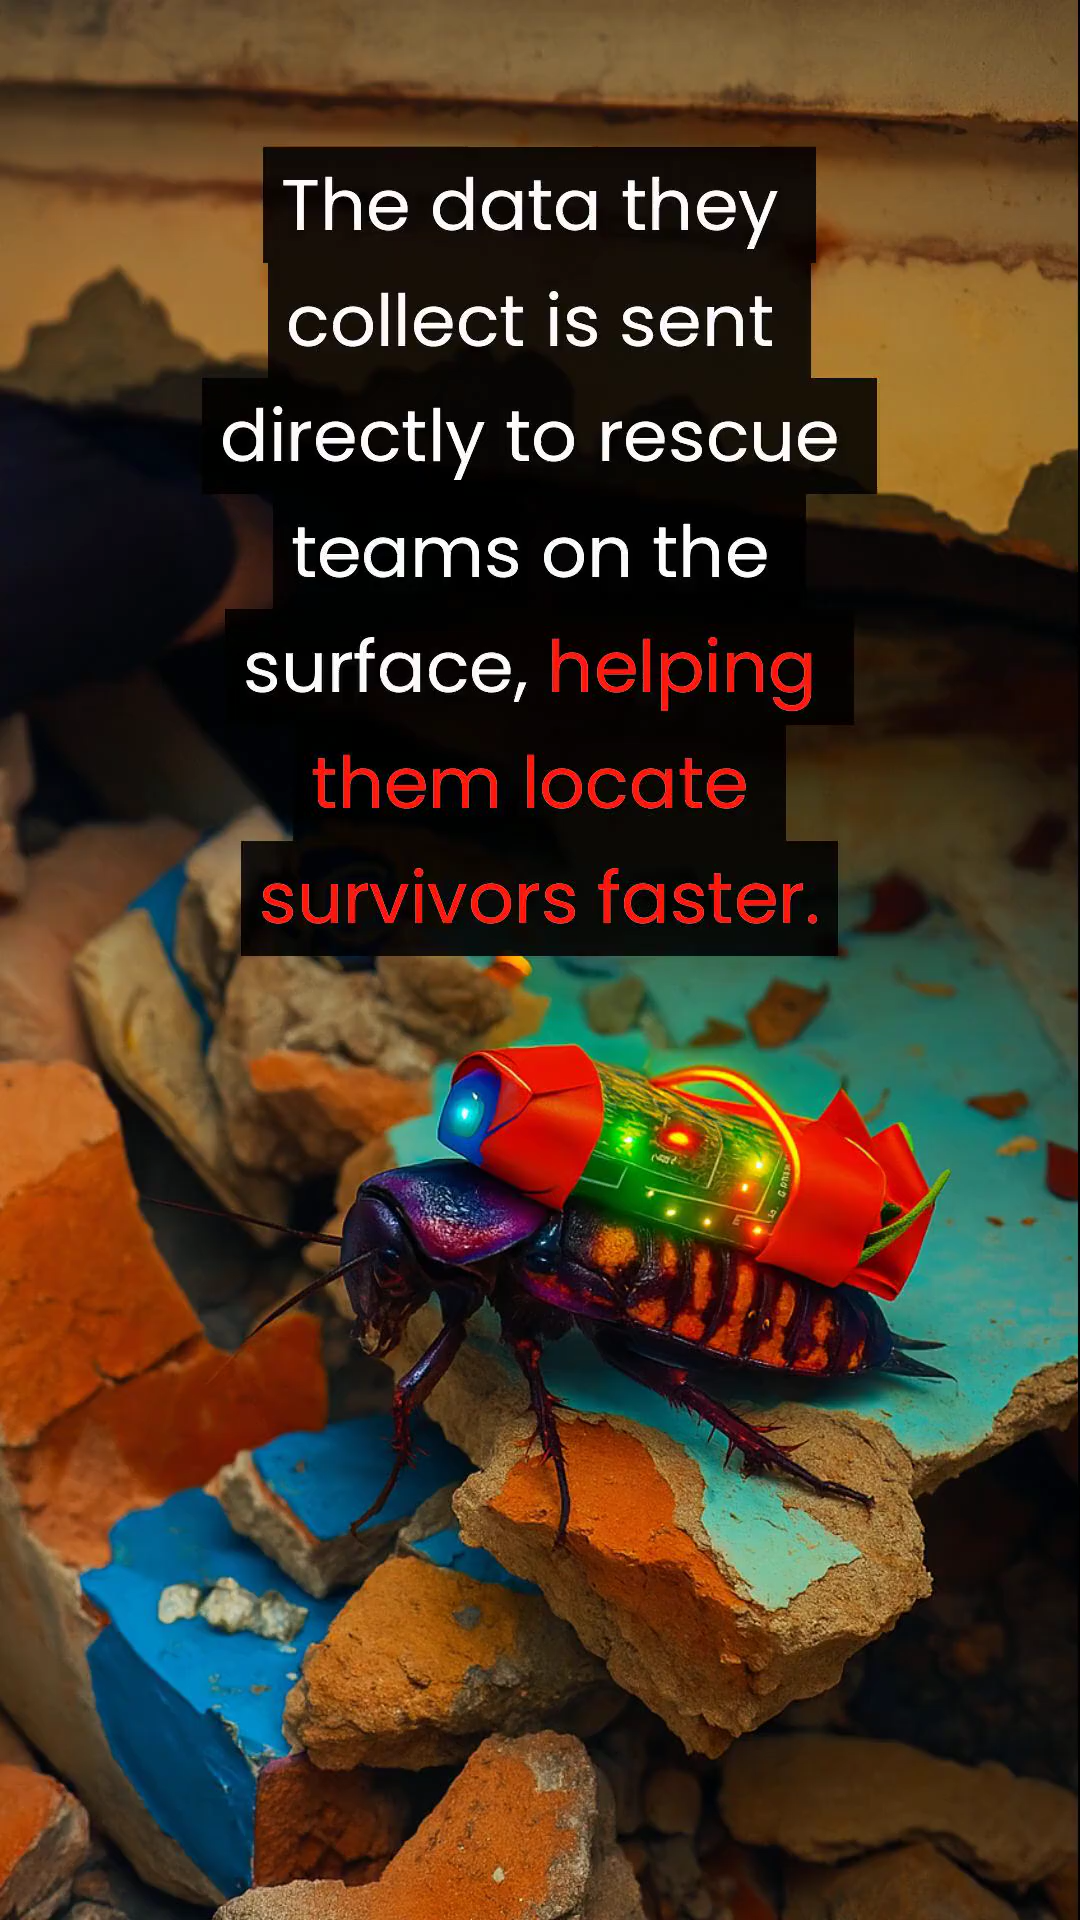 The data they
collect is sent
directly to rescue
teams on the
surface, helping
them locate
survivors faster.